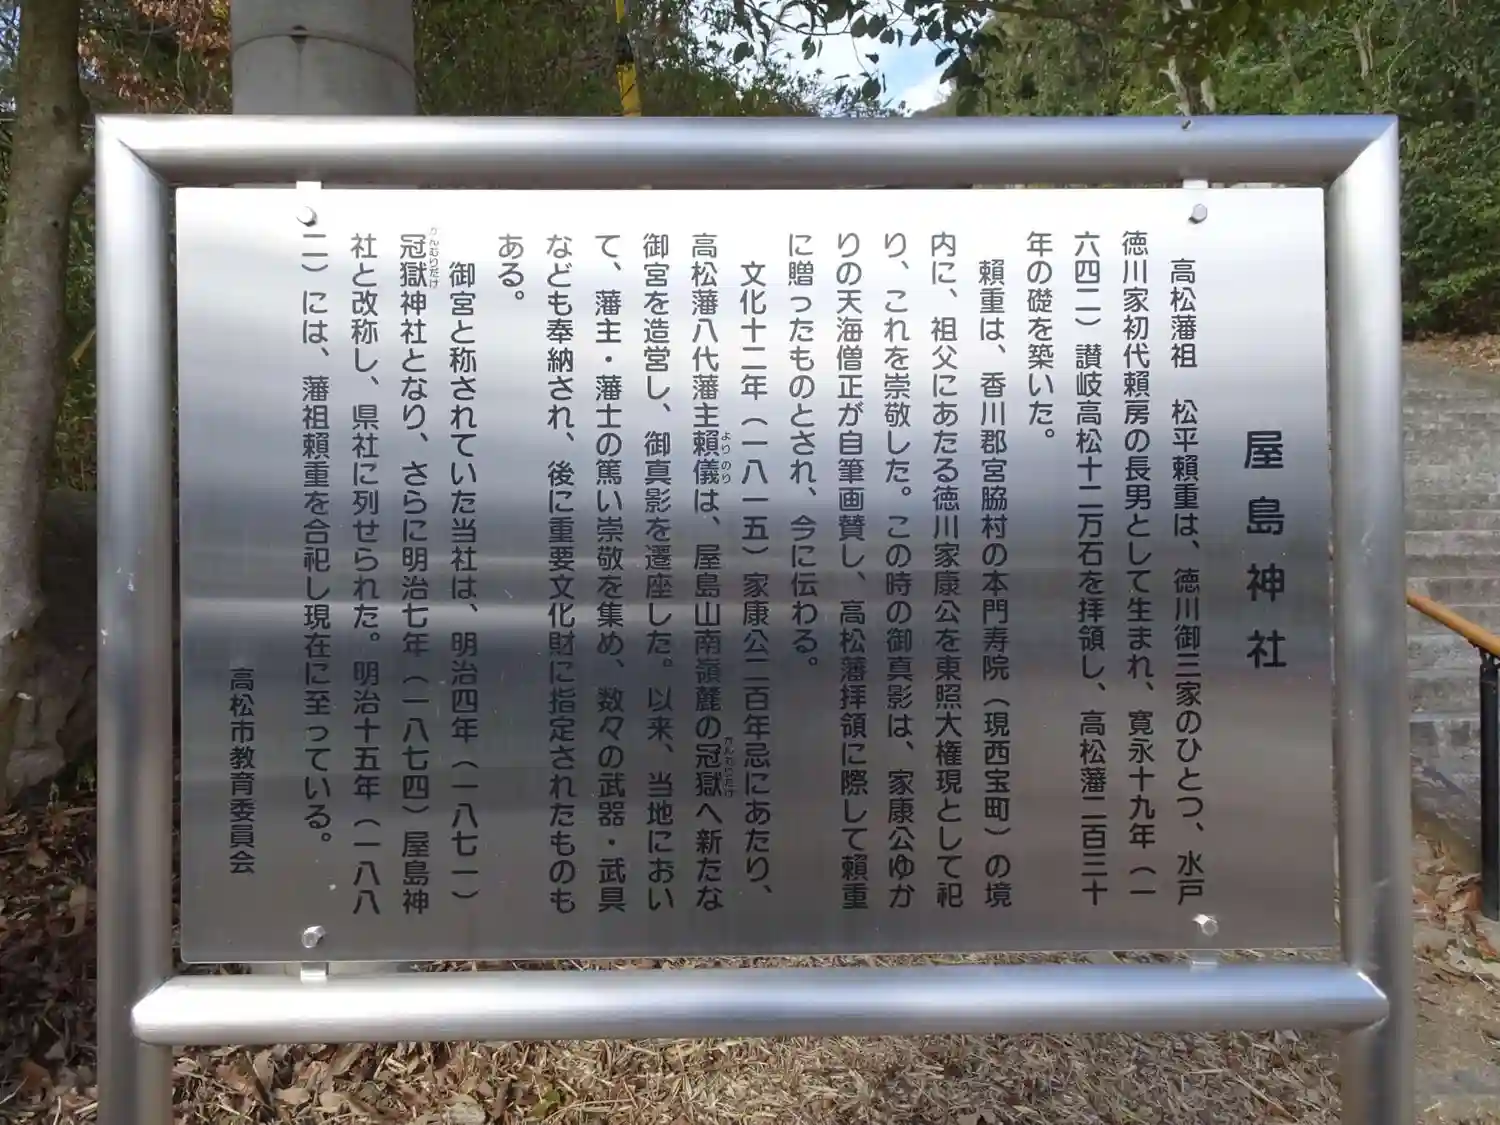 屋島神社
高松藩祖　松平頼重は、徳川御三家のひとつ、水戸
徳川家初代頼房の長男として生まれ、寛永十九年（一
六四二）讃岐高松十二万石を拝領し、高松藩二百三十
年の礎を築いた。
頼重は、香川郡宮脇村の本門寿院（現西宝町）の境
内に、祖父にあたる徳川家康公を東照大権現として祀
り、これを崇敬した。この時の御真影は、家康公ゆか
りの天海僧正が自筆画賛し、高松藩拝領に際して頼重
に贈ったものとされ、今に伝わる。
文化十二年（一八一五）家康公二百年忌にあたり、
高松藩八代藩主頼儀は、屋島山南嶺麓の冠獄へ新たな
よりのり
かんむりだけ
御宮を造営し、御真影を遷座した。以来、当地におい
て、藩主・藩士の篤い崇敬を集め、数々の武器・武具
なども奉納され、後に重要文化財に指定されたものも
ある。
御宮と称されていた当社は、明治四年（一八七一）
冠獄神社となり、さらに明治七年（一八七四）屋島神
かんむりだけ
社と改称し、県社に列せられた。明治十五年（一八八
二）には、藩祖頼重を合祀し現在に至っている。
高松市教育委員会